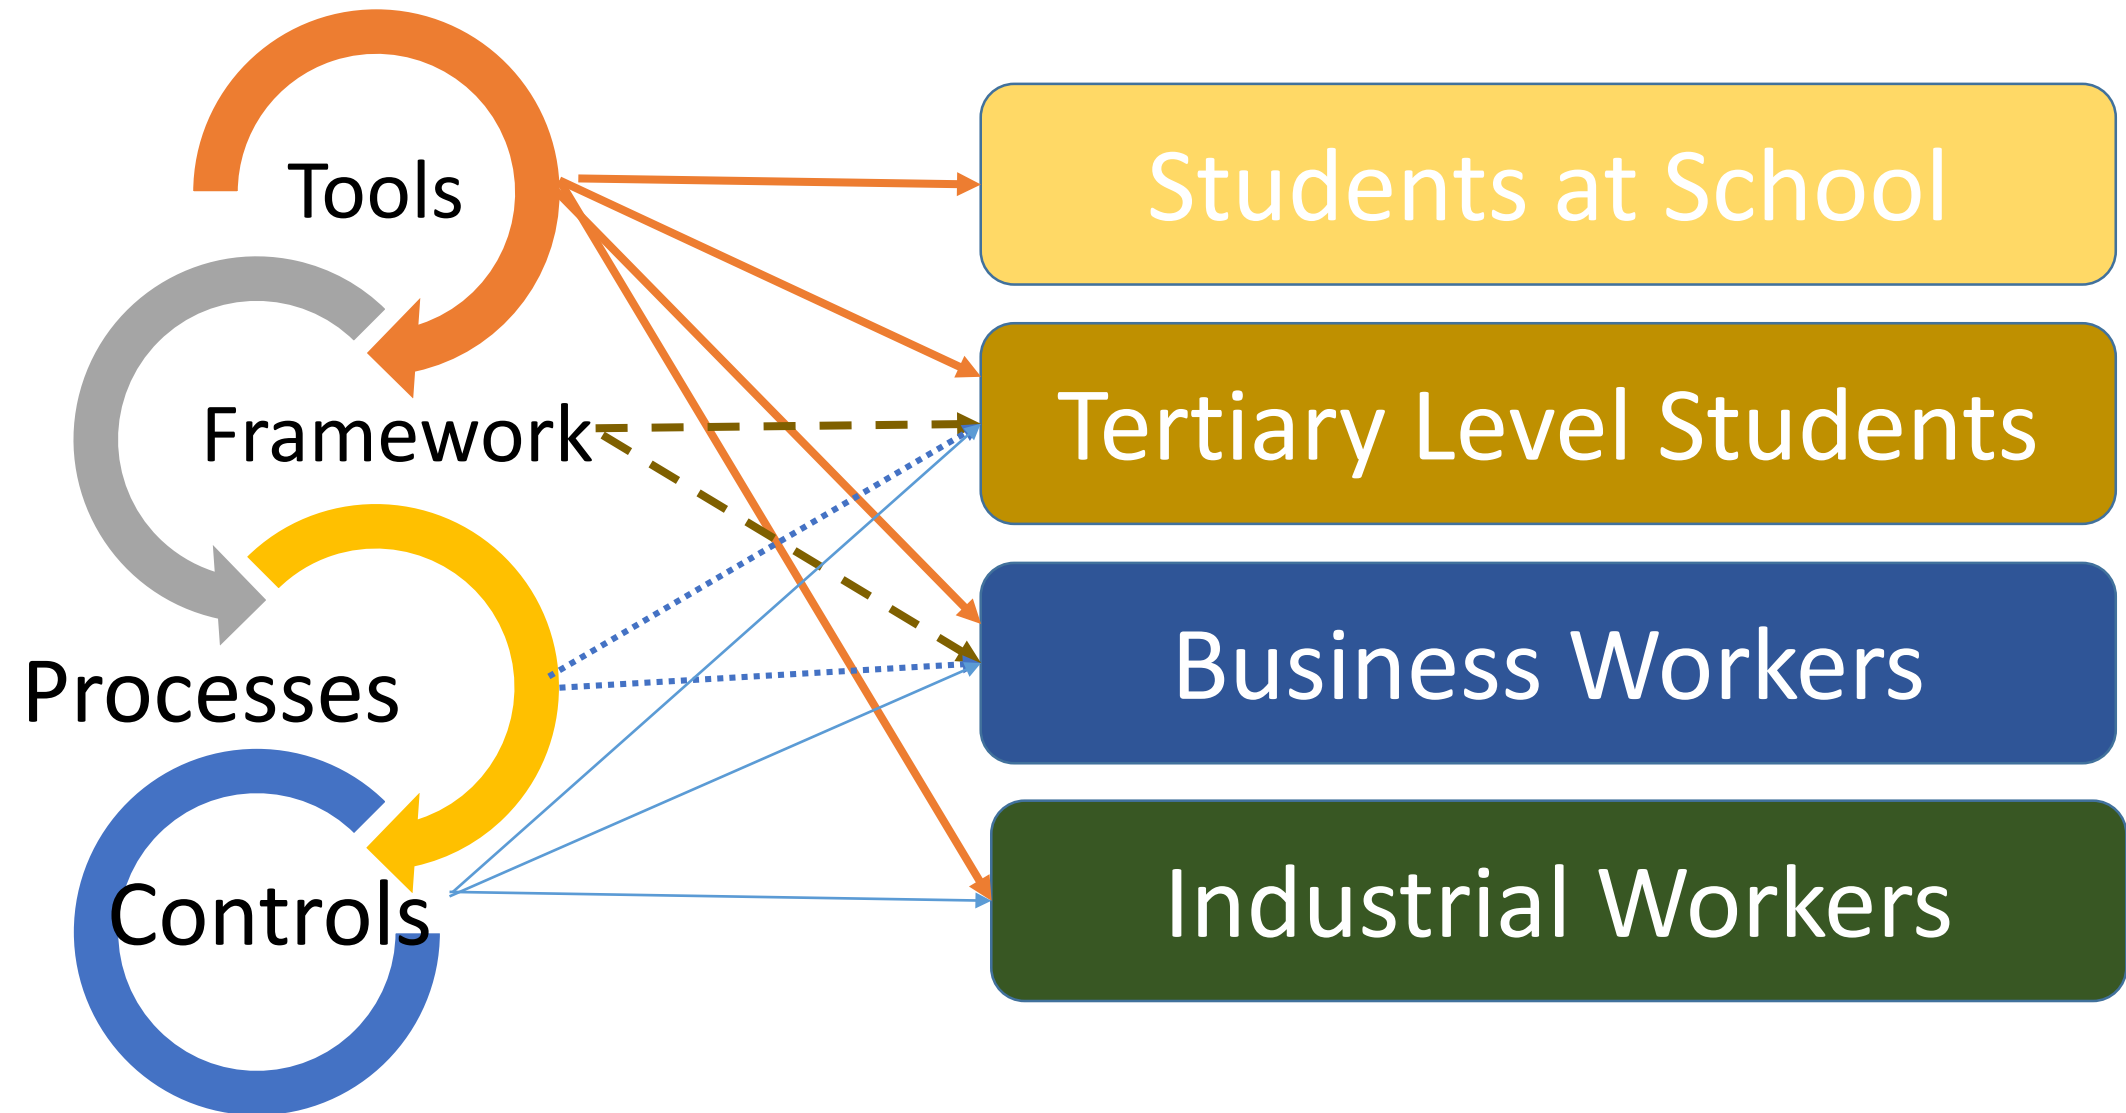 Tools
Framework
Processes
Controls
Students at School
Tertiary Level Students
Business Workers
Industrial Workers